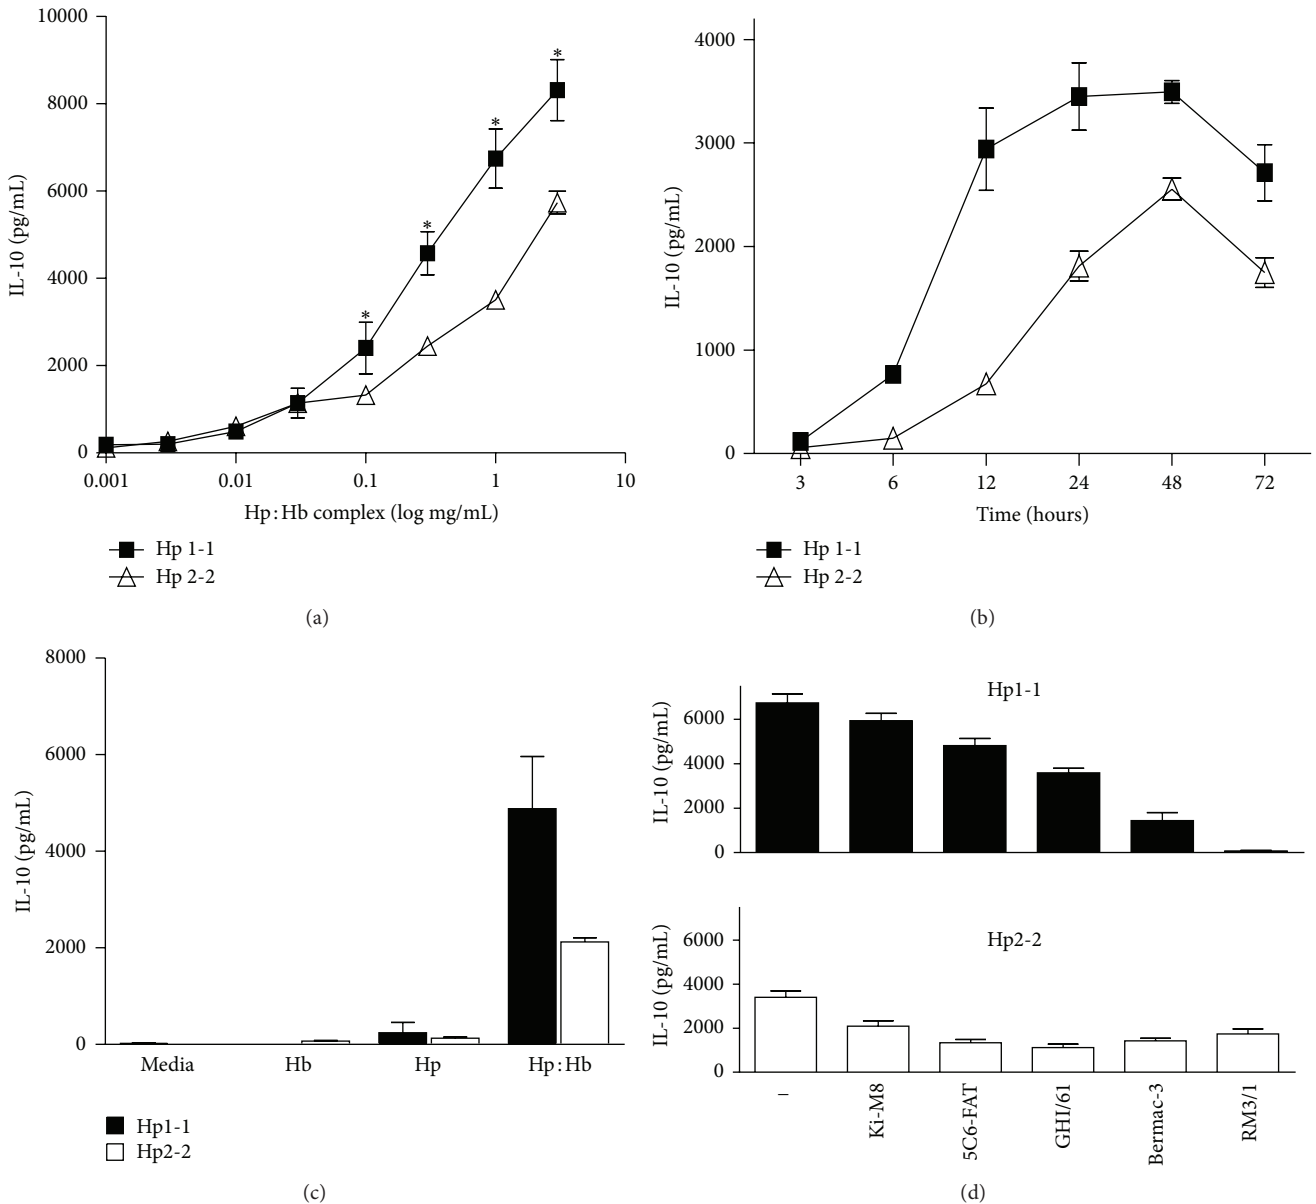 10000
8000
6000
4000
2000
0
IL-10 (pg/mL)
* * * * *
0.001 0.01 0.1 1 10
Hp:Hb complex (log mg/mL)
Hp 1-1
Hp 2-2
(a)
4000
3000
2000
1000
0
IL-10 (pg/mL)
3 6 12 24 48 72
Time (hours)
Hp 1-1
Hp 2-2
(b)
8000
6000
4000
2000
0
IL-10 (pg/mL)
Media Hb Hp Hp:Hb
Hp1-1
Hp2-2
(c)
Hp1-1
6000
4000
2000
0
IL-10 (pg/mL)
Hp2-2
6000
4000
2000
0
IL-10 (pg/mL)
– Ki-M8 5C6-FAT GHI/61 Bermac-3 RM3/1
(d)